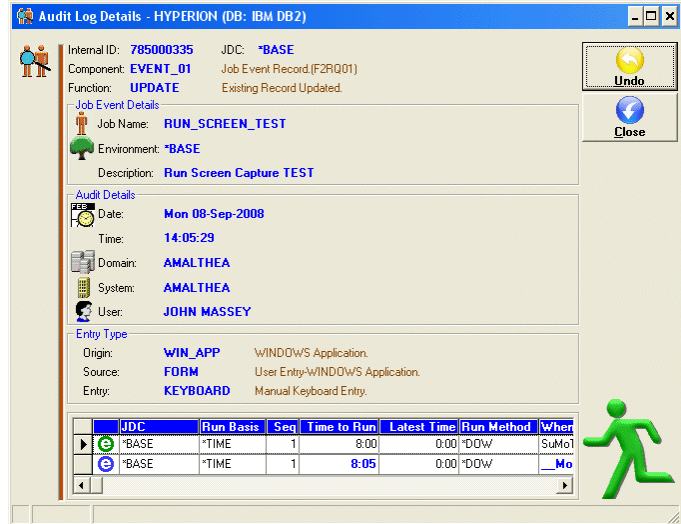 Audit Log Details - HYPERION (DB: IBM DB2)
Internal ID: 785000335 JDC: *BASE
Component: EVENT_01 Job Event Record.(F2RQ01)
Function: UPDATE Existing Record Updated.
Undo
Close
Job Event Details
Job Name: RUN_SCREEN_TEST
Environment: *BASE
Description: Run Screen Capture TEST
Audit Details
FEB
Date: Mon 08-Sep-2008
Time: 14:05:29
Domain: AMALTHEA
System: AMALTHEA
User: JOHN MASSEY
Entry Type
Origin: WIN_APP WINDOWS Application.
Source: FORM User Entry-WINDOWS Application.
Entry: KEYBOARD Manual Keyboard Entry.
JDC Run Basis Seq Time to Run Latest Time Run Method When
e *BASE *TIME 1 8:00 0:00 *DOW SuMoT
e *BASE *TIME 1 8:05 0:00 *DOW __Mo